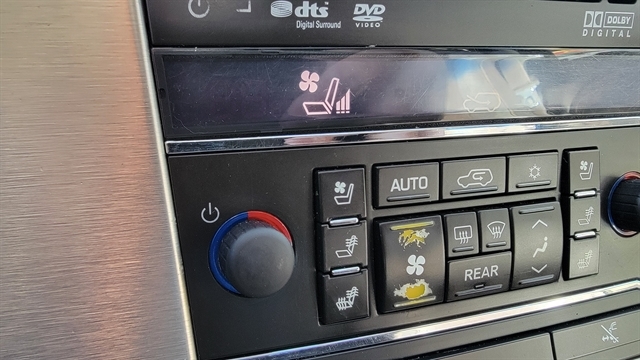 dts
Digital Surround
DVD
VIDEO
DOLBY
DIGITAL
AUTO
REAR